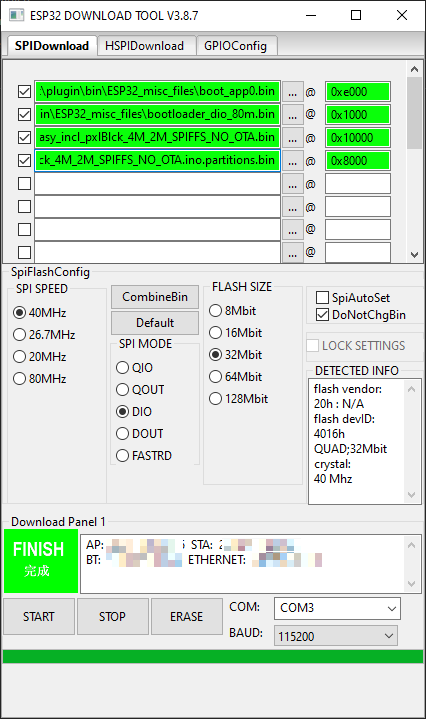 ESP32 DOWNLOAD TOOL V3.8.7
SPIDownload HSPIDownload GPIOConfig
:\plugin\bin\ESP32_misc_files\boot_app0.bin ... @ 0xe000
in\ESP32_misc_files\bootloader_dio_80m.bin ... @ 0x1000
asy_incl_pxlBlck_4M_2M_SPIFFS_NO_OTA.bin ... @ 0x10000
ck_4M_2M_SPIFFS_NO_OTA.ino.partitions.bin ... @ 0x8000
... @
... @
... @
... @
SpiFlashConfig
SPI SPEED
40MHz
26.7MHz
20MHz
80MHz
CombineBin
Default
SPI MODE
QIO
QOUT
DIO
DOUT
FASTRD
FLASH SIZE
8Mbit
16Mbit
32Mbit
64Mbit
128Mbit
SpiAutoSet
DoNotChgBin
LOCK SETTINGS
DETECTED INFO
flash vendor:
20h : N/A
flash devID:
4016h
QUAD;32Mbit
crystal:
40 Mhz
Download Panel 1
FINISH
完成
AP: STA:
BT: ETHERNET:
START STOP ERASE
COM: COM3
BAUD: 115200